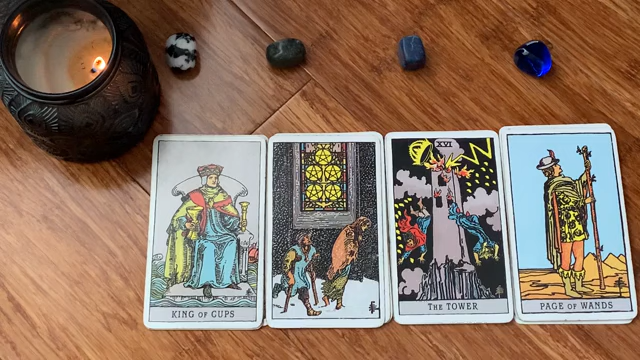 KING OF CUPS
XVI
THE TOWER
PAGE OF WANDS